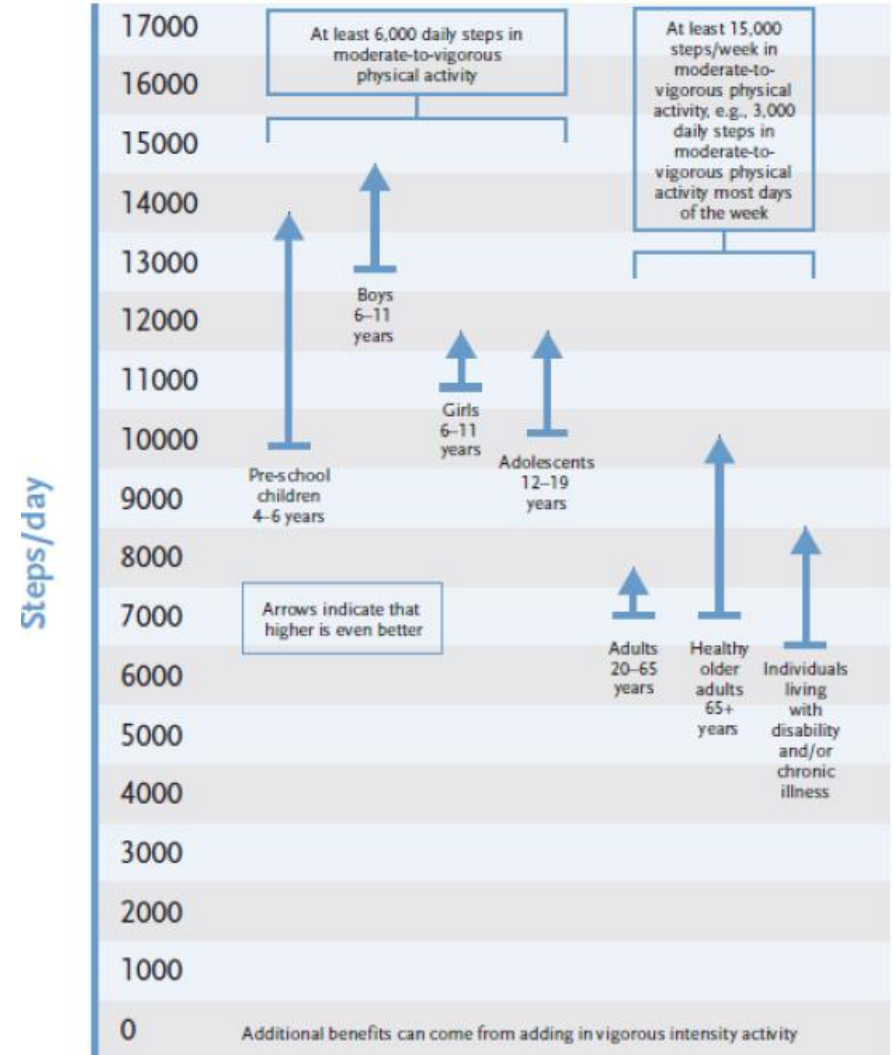 Steps/day
17000
16000
15000
14000
13000
12000
11000
10000
9000
8000
7000
6000
5000
4000
3000
2000
1000
0
At least 6,000 daily steps in
moderate-to-vigorous
physical activity
At least 15,000
steps/week in
moderate-to-
vigorous physical
activity, e.g., 3,000
daily steps in
moderate-to-
vigorous physical
activity most days
of the week
Pre-school
children
4–6 years
Boys
6–11
years
Girls
6–11
years
Adolescents
12–19
years
Arrows indicate that
higher is even better
Adults
20–65
years
Healthy
older
adults
65+
years
Individuals
living
with
disability
and/or
chronic
illness
Additional benefits can come from adding in vigorous intensity activity